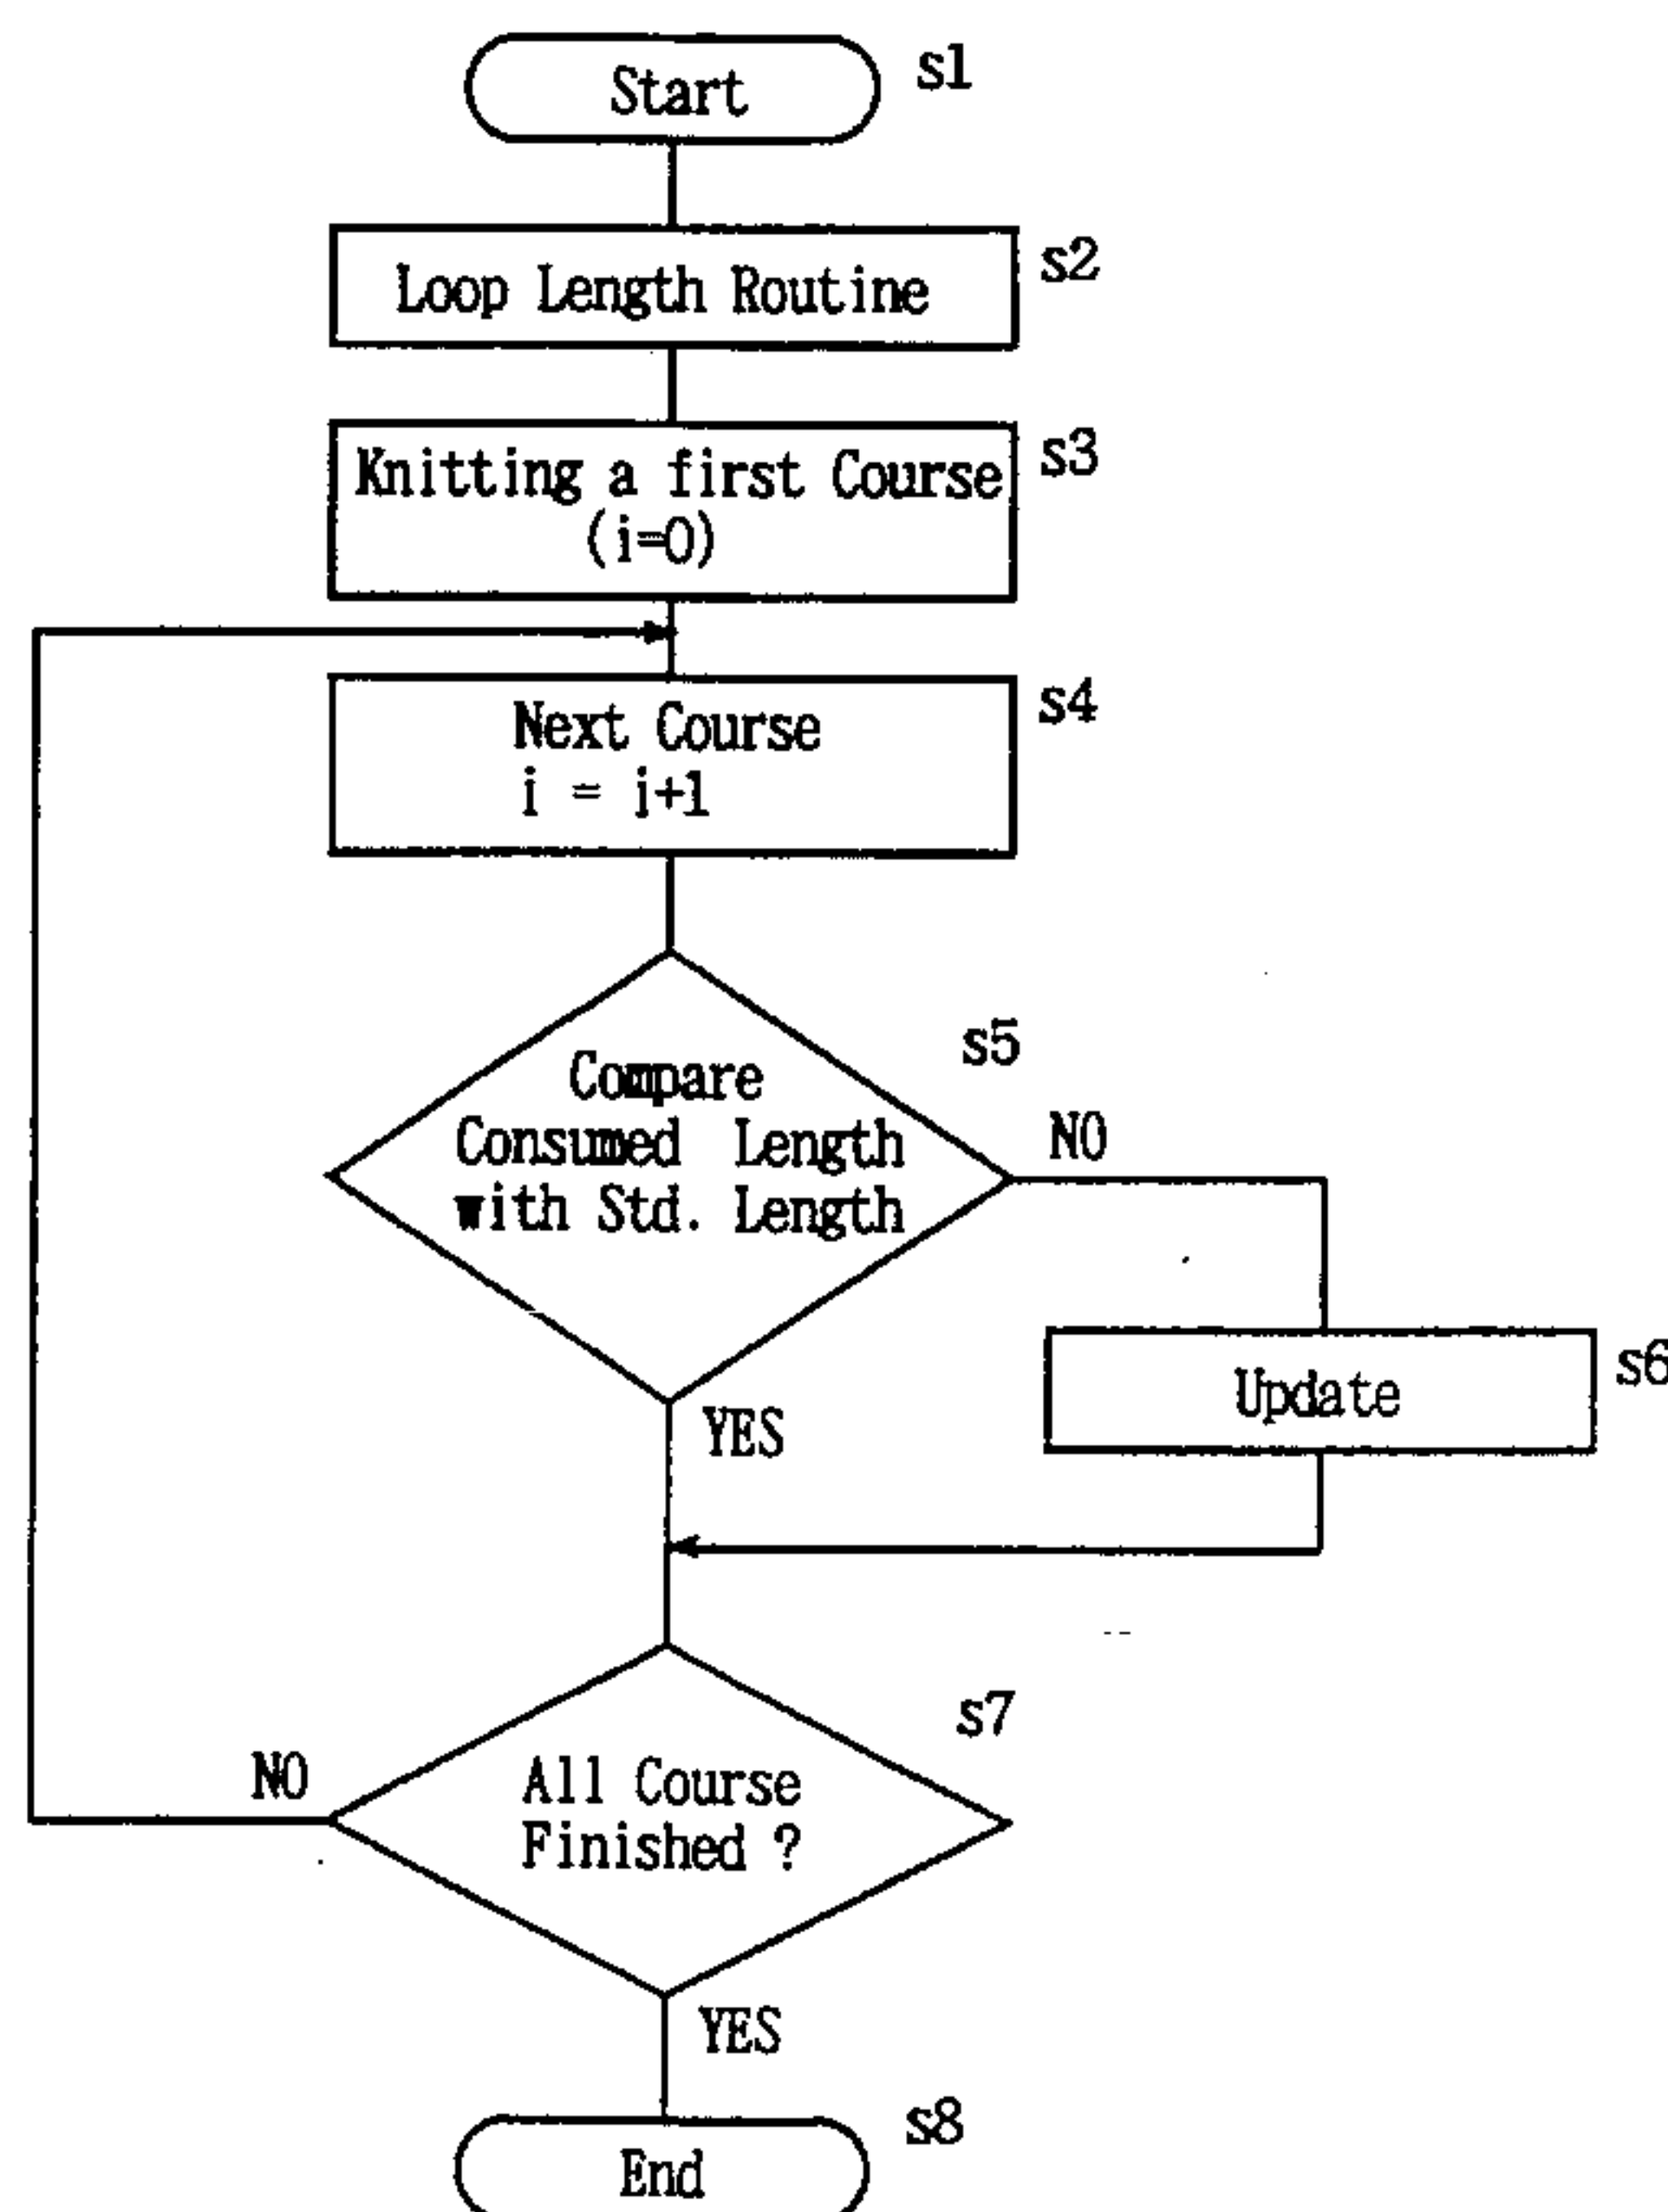 Start
s1
Loop Length Routine
s2
Knitting a first Course
(i=0)
s3
Next Course
i = i+1
s4
Compare
Consumed Length
with Std. Length
s5
NO
YES
Update
s6
All Course
Finished ?
s7
NO
YES
End
s8